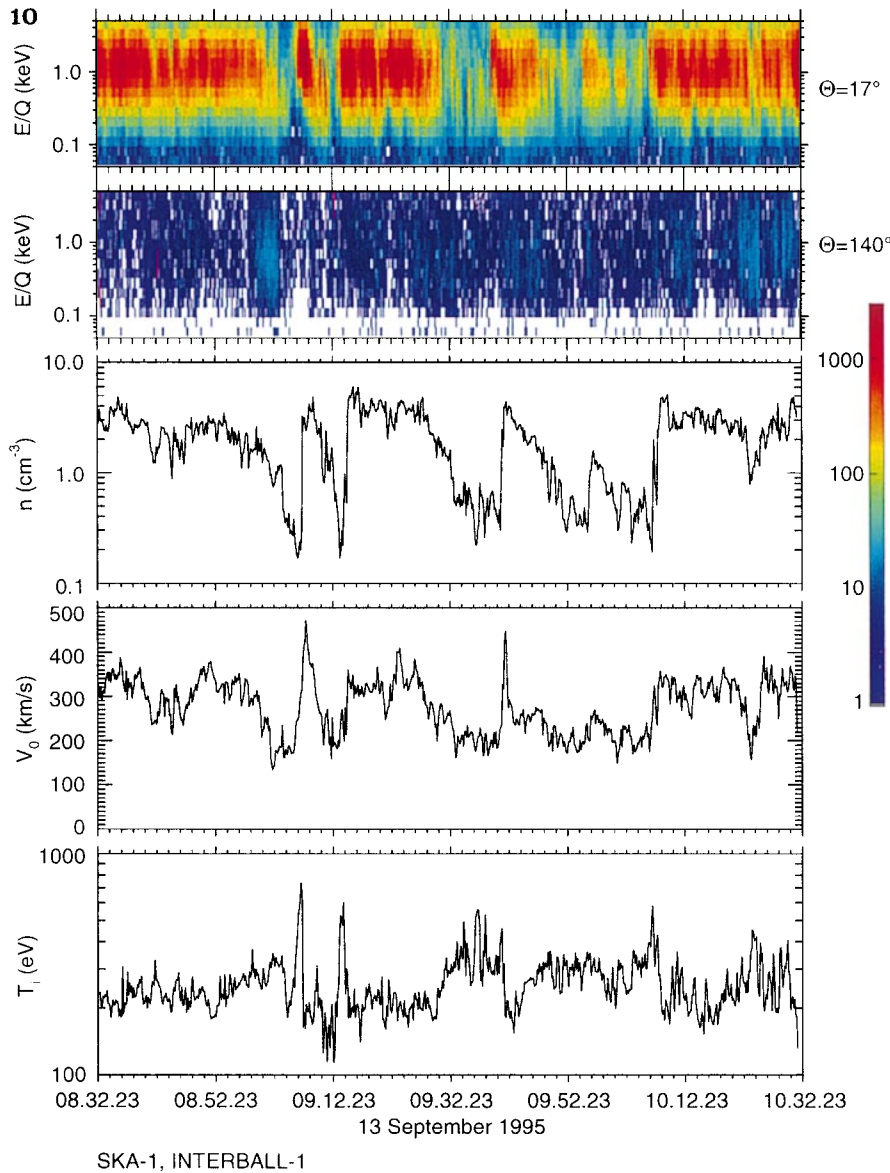 10
E/Q (keV)
1.0
0.1
Θ=17°
E/Q (keV)
1.0
0.1
Θ=140°
n (cm⁻³)
10.0
1.0
0.1
1000
100
10
1
V₀ (km/s)
500
400
300
200
100
0
Tᵢ (eV)
1000
100
08.32.23 08.52.23 09.12.23 09.32.23 09.52.23 10.12.23 10.32.23
13 September 1995
SKA-1, INTERBALL-1